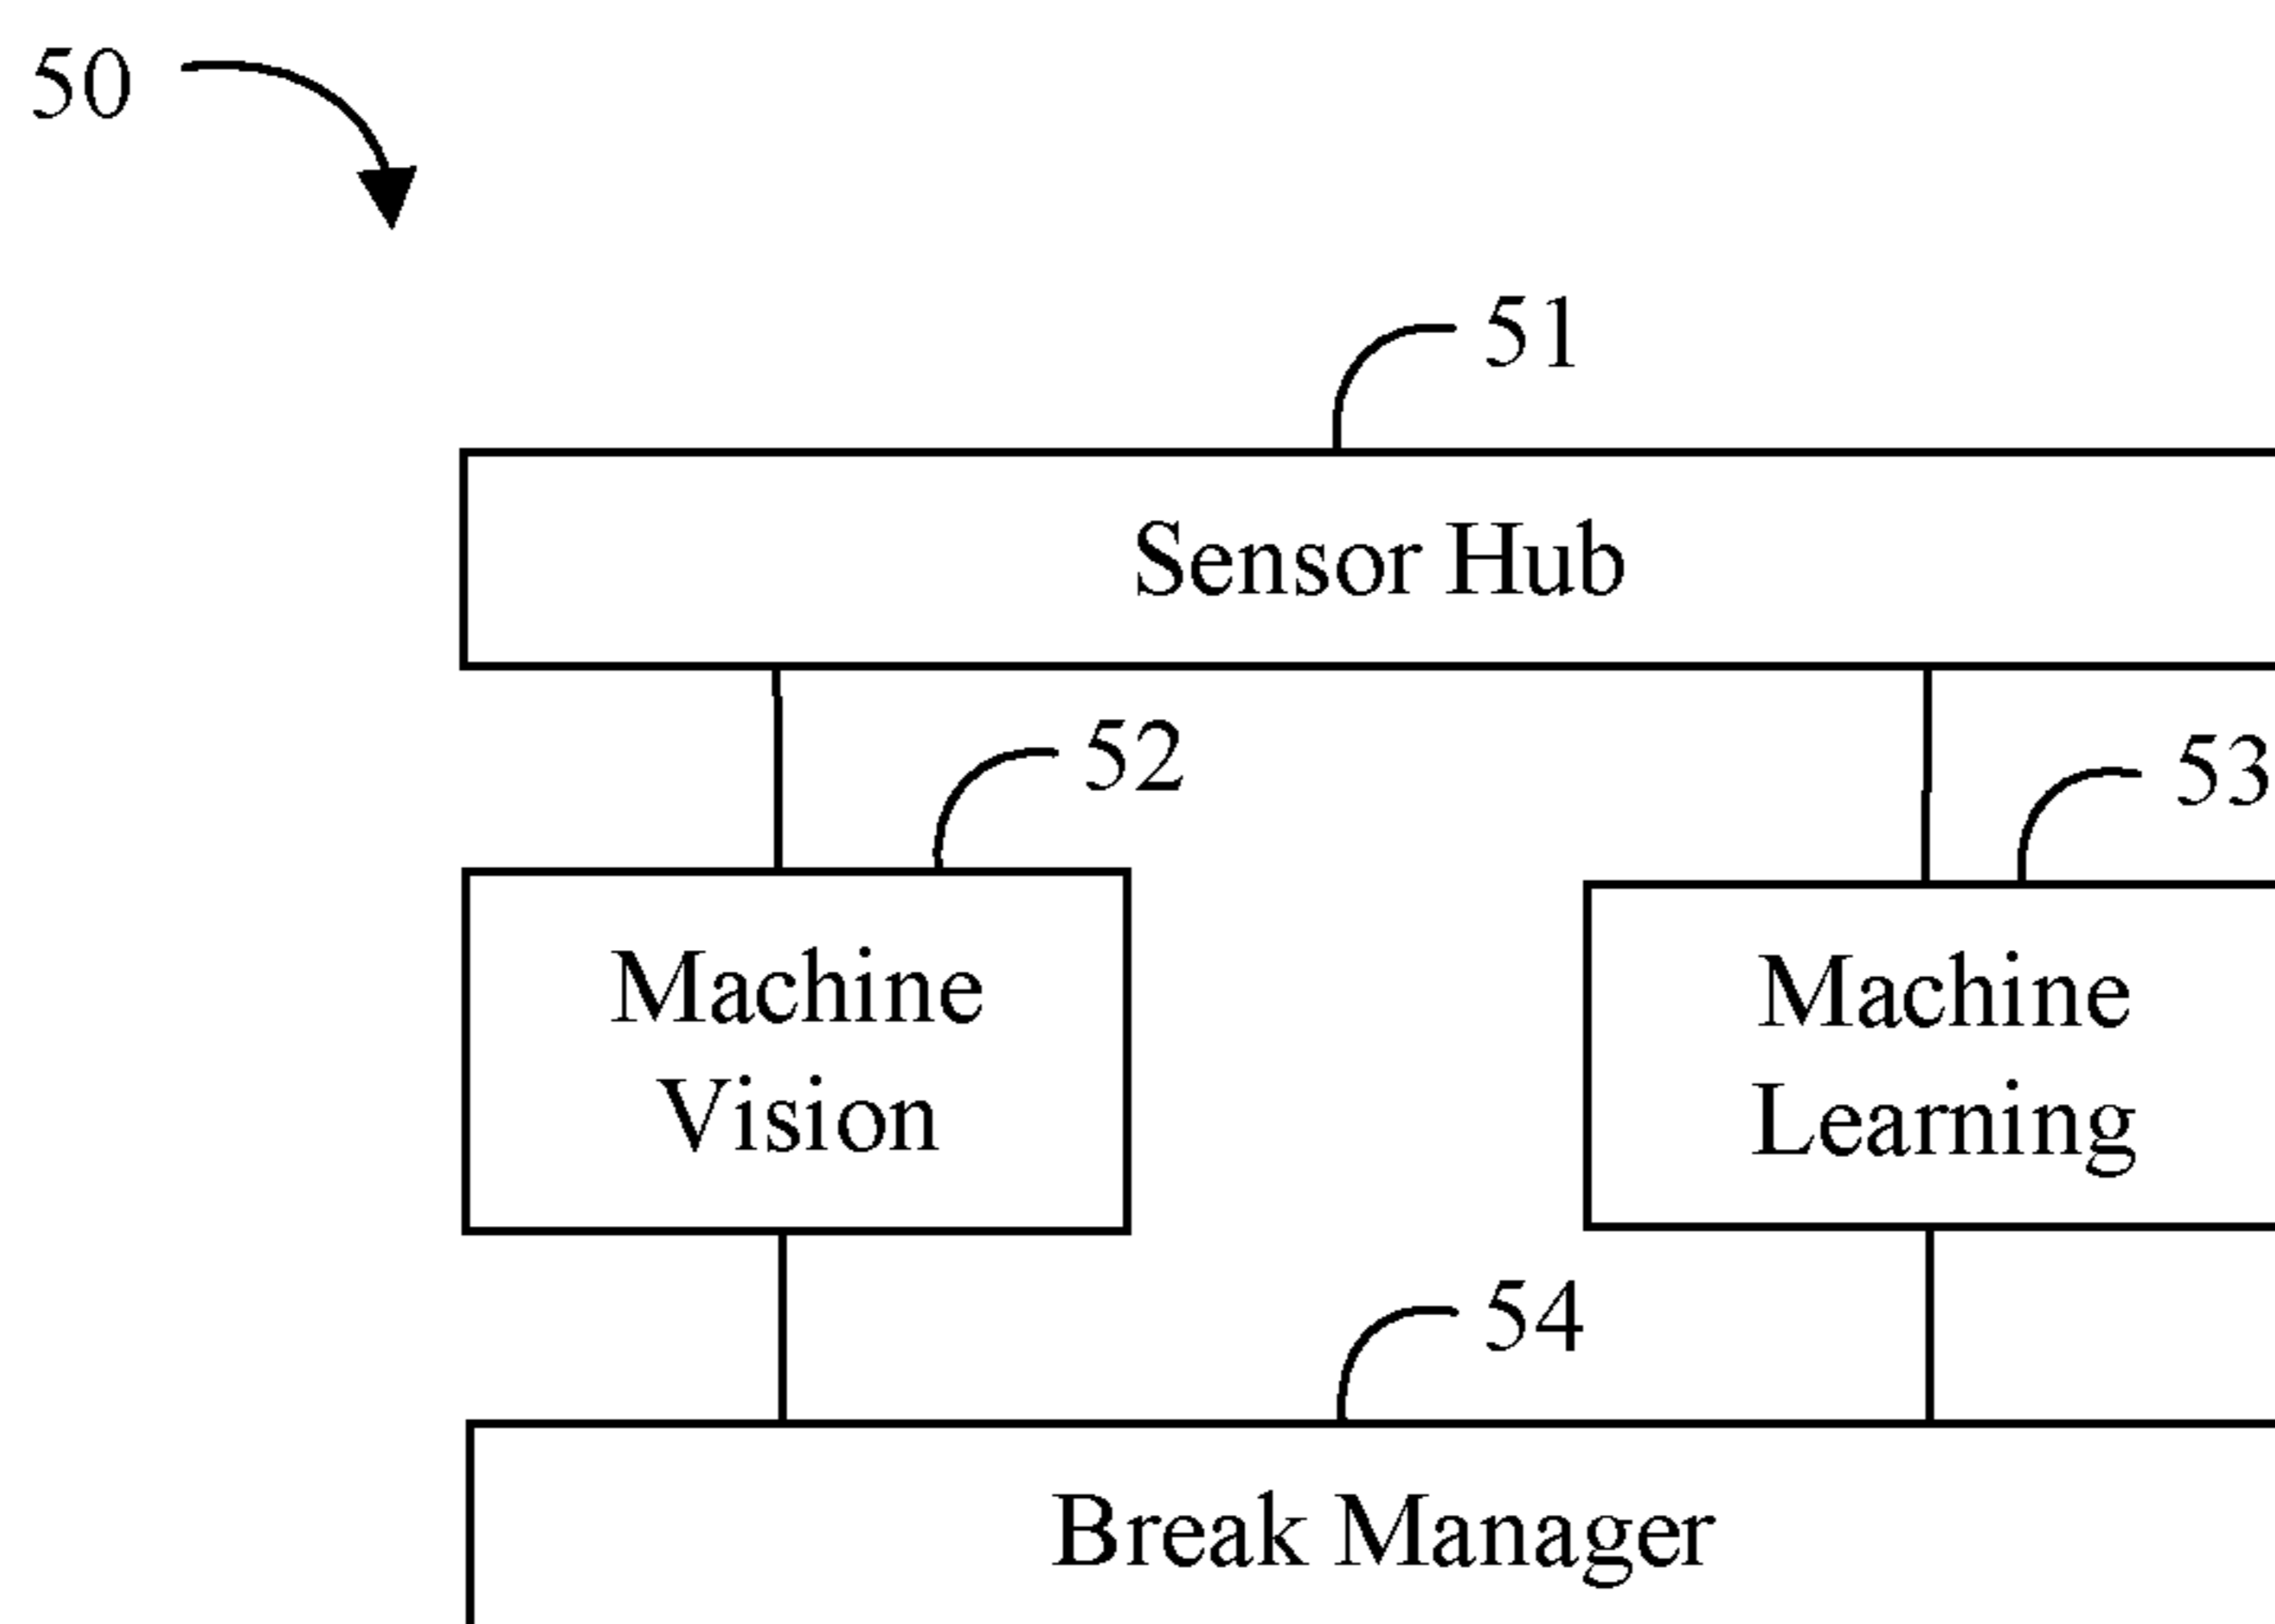 50
51
Sensor Hub
52
53
Machine
Vision
Machine
Learning
54
Break Manager